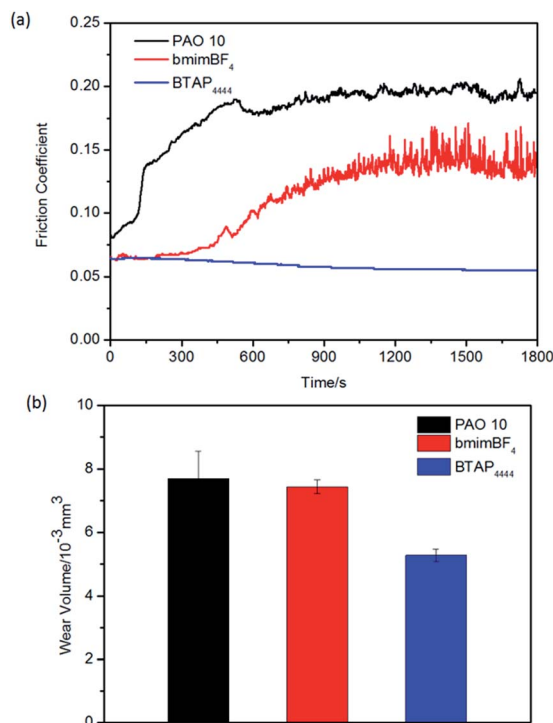 (a)
0.25
0.20
0.15
0.10
0.05
0.00
Friction Coefficient
PAO 10
bmimBF₄
BTAP₄₄₄₄
0 300 600 900 1200 1500 1800
Time/s
(b)
10
8
6
4
2
0
Wear Volume/10⁻³mm³
PAO 10
bmimBF₄
BTAP₄₄₄₄